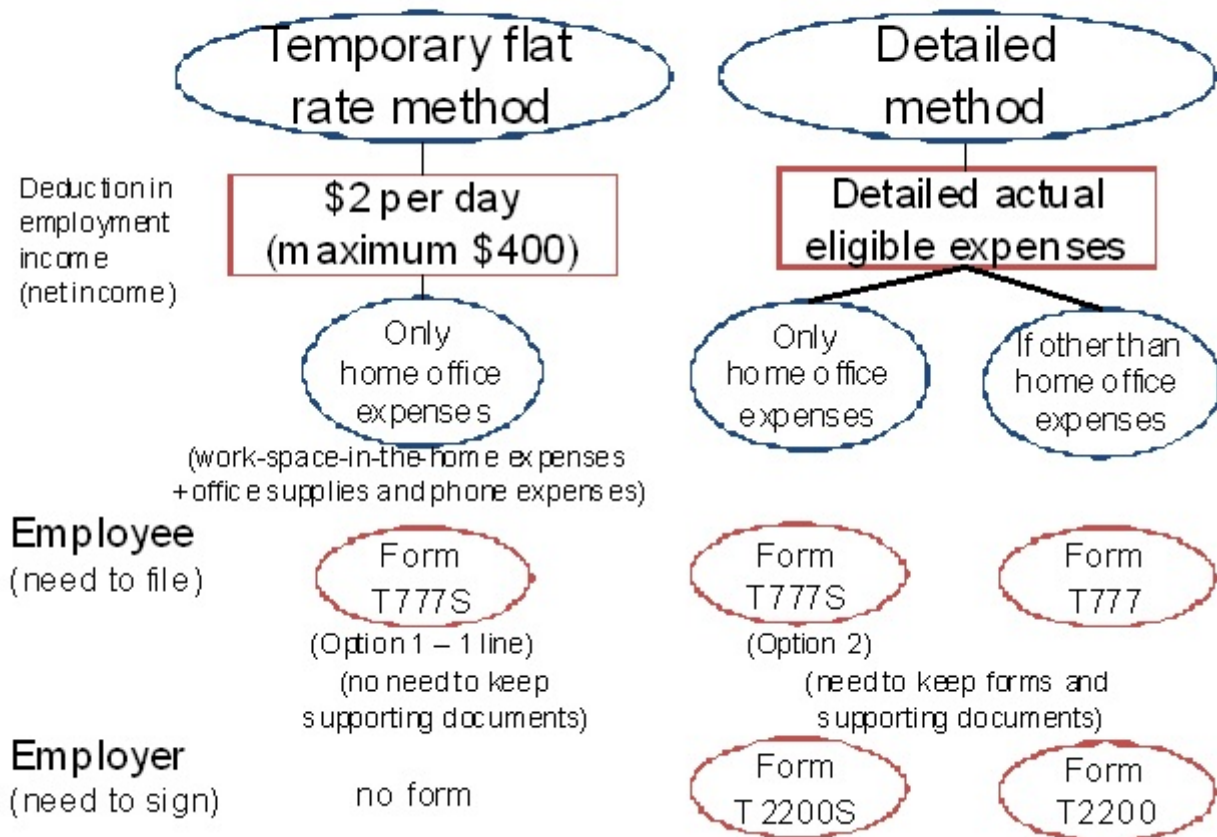 Temporary flat
rate method
Detailed
method
Deduction in
employment
income
(net income)
$2 per day
(maximum $400)
Detailed actual
eligible expenses
Only
home office
expenses
Only
home office
expenses
If other than
home office
expenses
(work-space-in-the-home expenses
+ office supplies and phone expenses)
Employee
(need to file)
Form
T777S
Form
T777S
Form
T777
(Option 1 – 1 line)
(no need to keep
supporting documents)
(Option 2)
(need to keep forms and
supporting documents)
Employer
(need to sign)
no form
Form
T2200S
Form
T2200